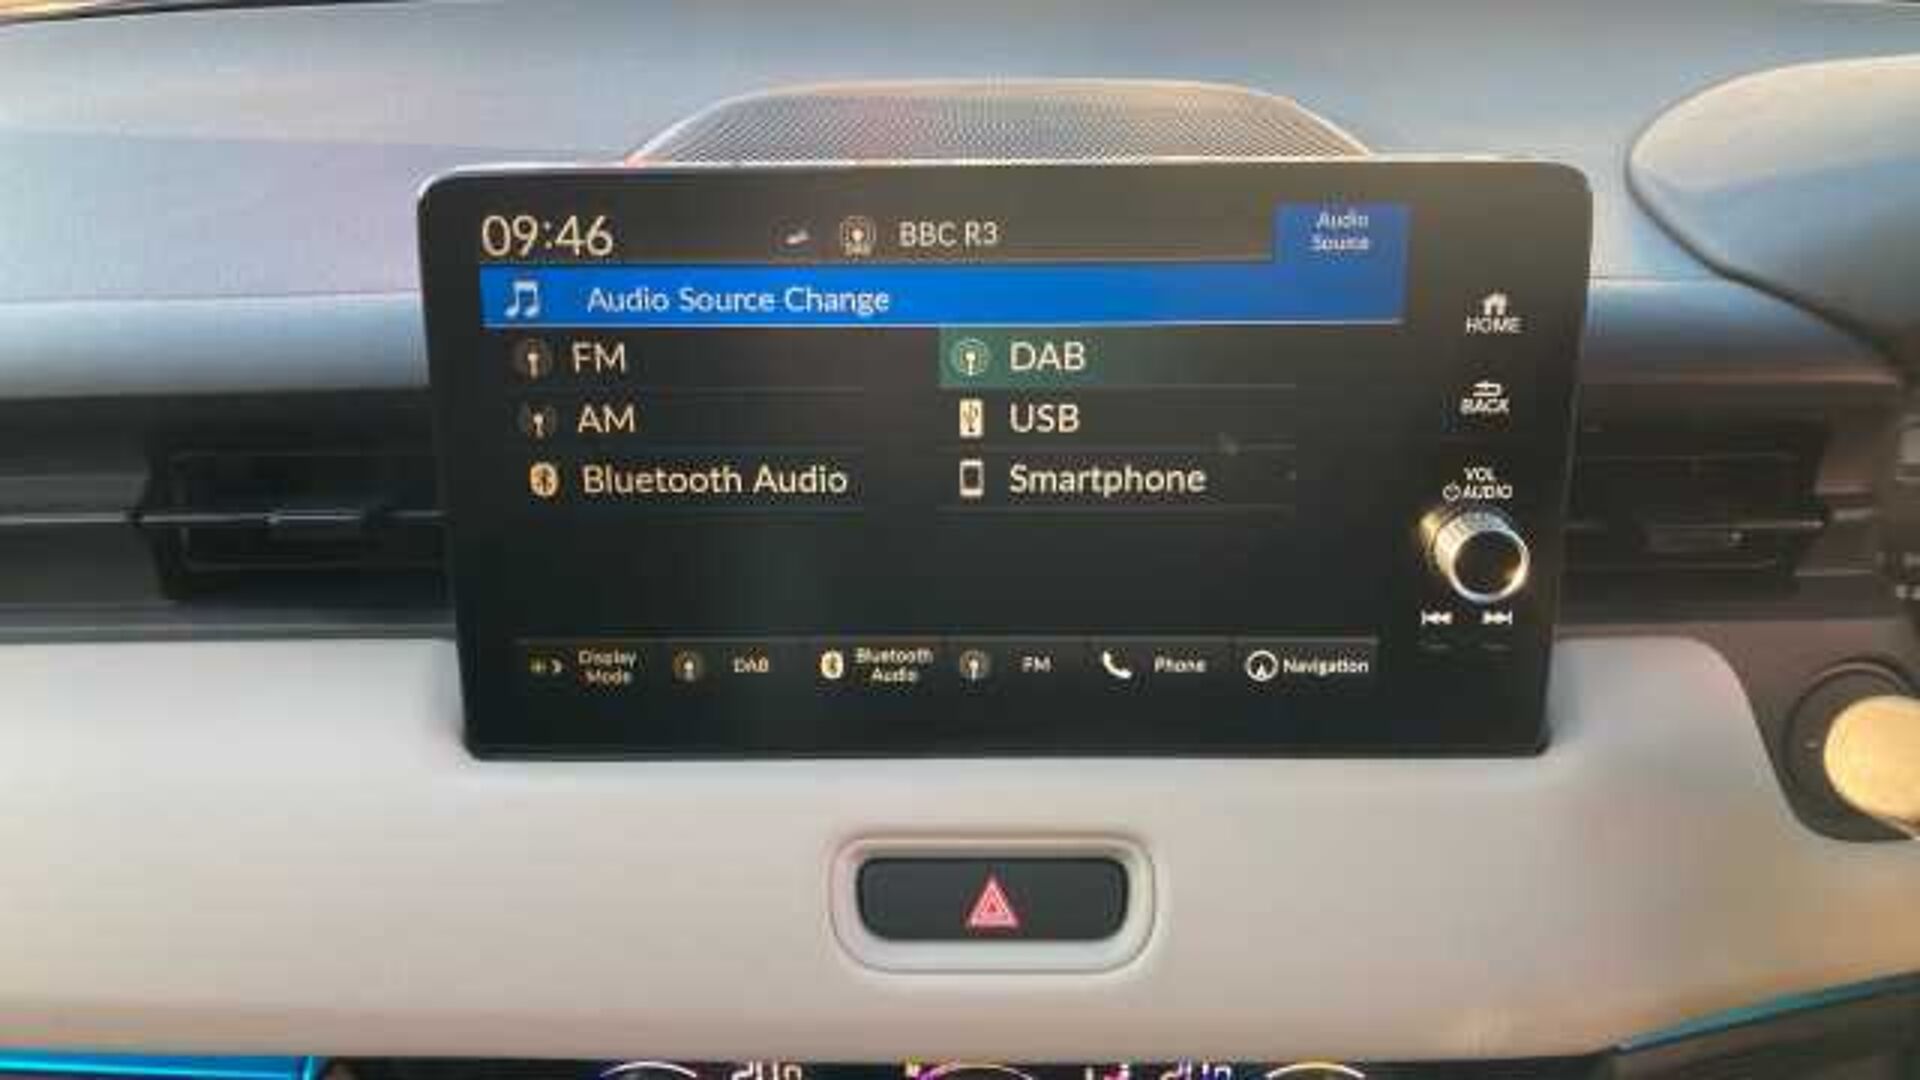 09:46
BBC R3
Audio
Source
Audio Source Change
FM
DAB
AM
USB
Bluetooth Audio
Smartphone
HOME
BACK
VOL
AUDIO
Display
Mode
DAB
Bluetooth
Audio
FM
Phone
Navigation